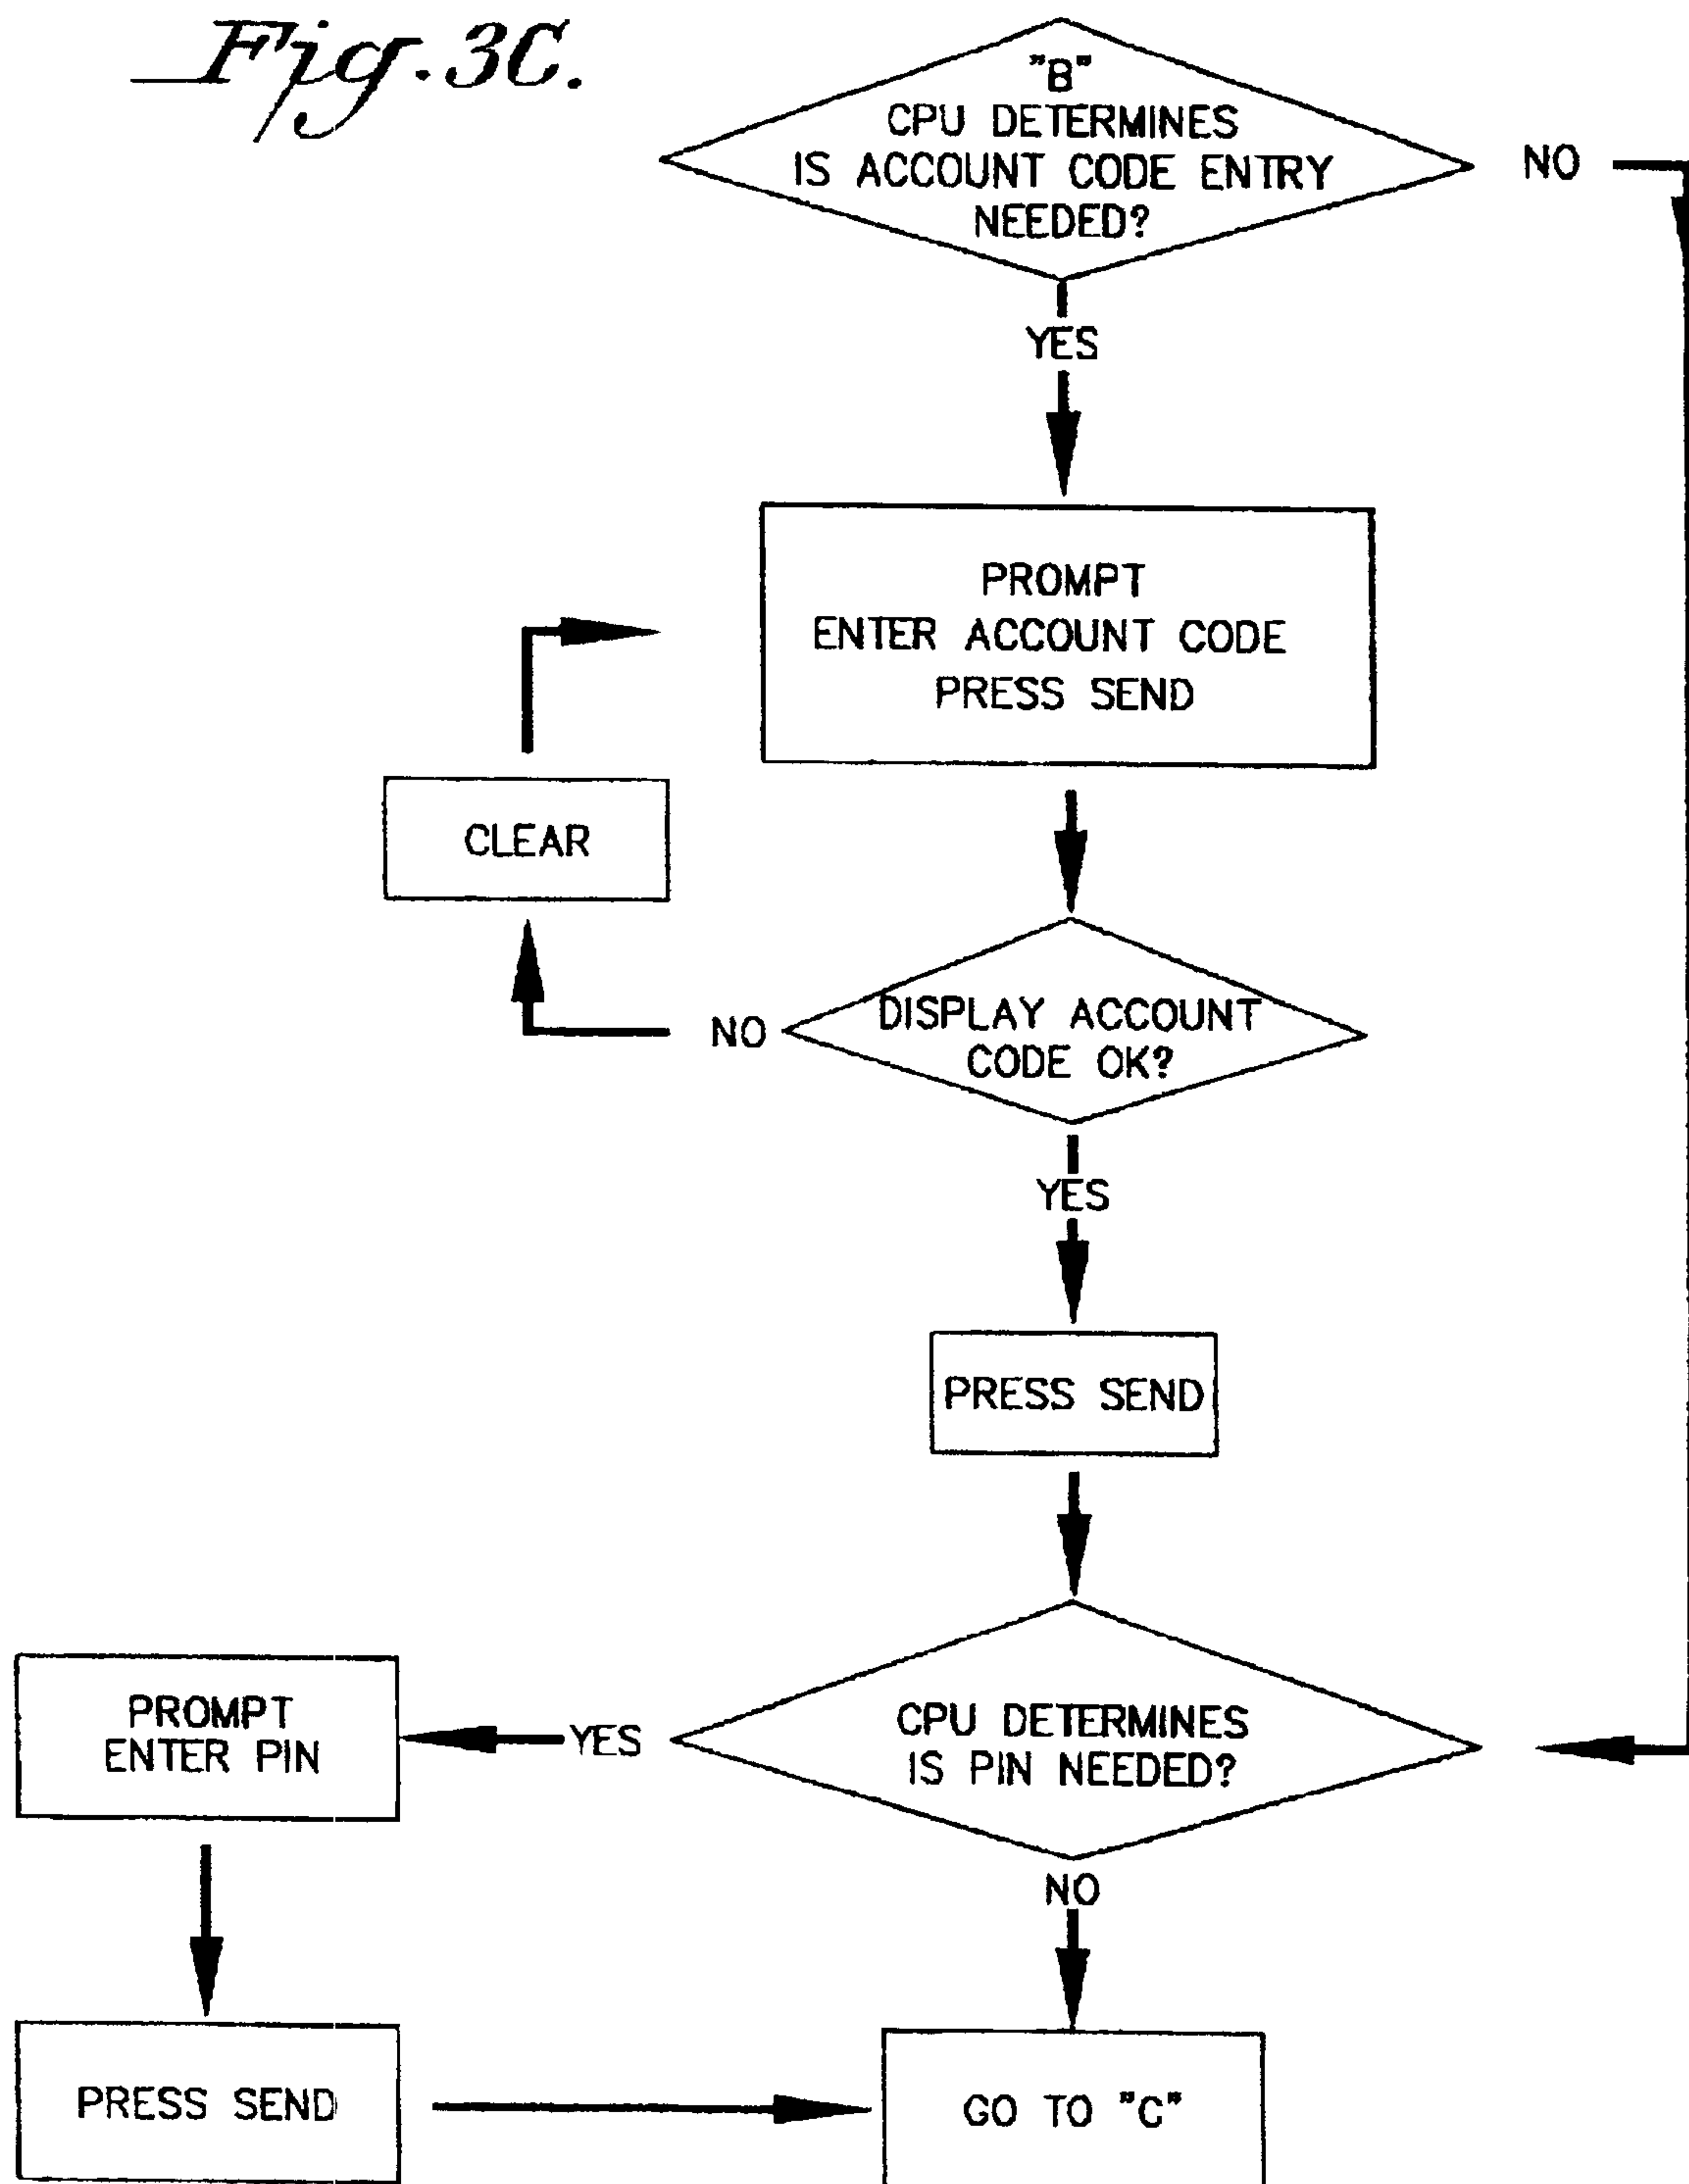 Fig. 3C.
"B"
CPU DETERMINES
IS ACCOUNT CODE ENTRY
NEEDED?
NO
YES
PROMPT
ENTER ACCOUNT CODE
PRESS SEND
CLEAR
NO
DISPLAY ACCOUNT
CODE OK?
YES
PRESS SEND
CPU DETERMINES
IS PIN NEEDED?
YES
PROMPT
ENTER PIN
NO
PRESS SEND
GO TO "C"